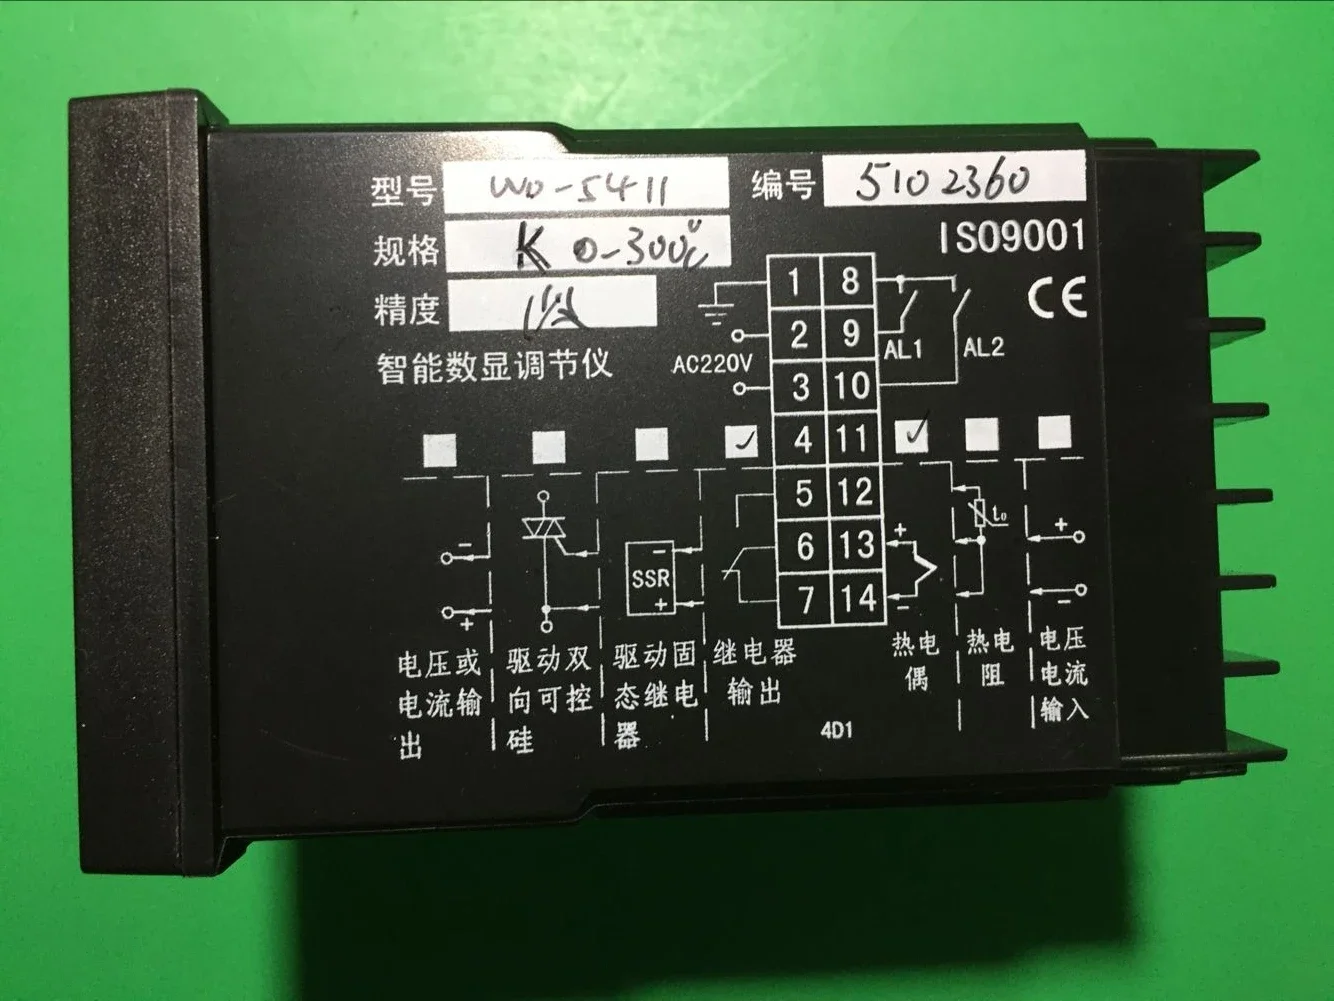 型号 WD-5411 编号 5102360
规格 K 0-300℃ ISO9001
精度 1级 CE
智能数显调节仪
AC220V
1 8
2 9 AL1 AL2
3 10
4 11
5 12
6 13 + t₀ +
7 14 - -
- SSR - +
+
电压或电流输出
驱动双向可控硅
驱动固态继电器
继电器输出
热电偶
热电阻
电压电流输入
4D1